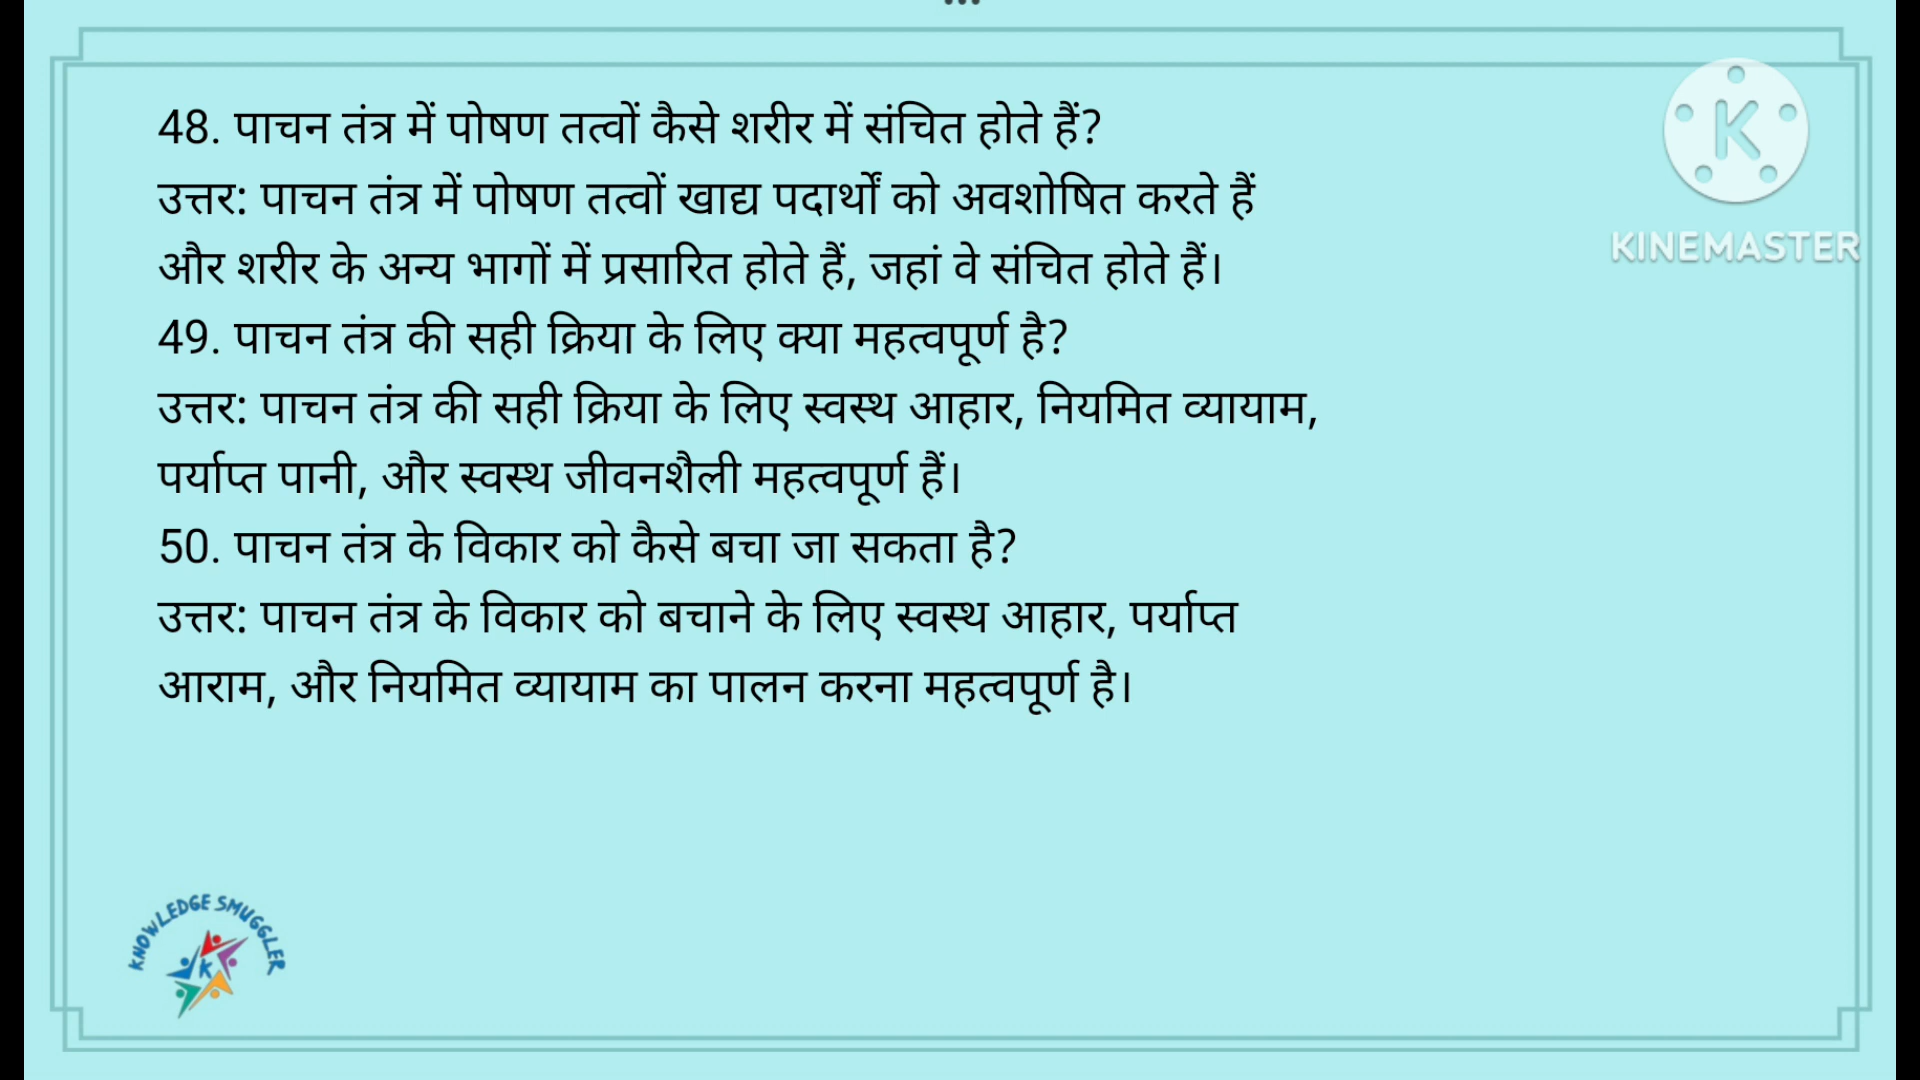 48. पाचन तंत्र में पोषण तत्वों कैसे शरीर में संचित होते हैं?
उत्तर: पाचन तंत्र में पोषण तत्वों खाद्य पदार्थों को अवशोषित करते हैं
और शरीर के अन्य भागों में प्रसारित होते हैं, जहां वे संचित होते हैं।
49. पाचन तंत्र की सही क्रिया के लिए क्या महत्वपूर्ण है?
उत्तर: पाचन तंत्र की सही क्रिया के लिए स्वस्थ आहार, नियमित व्यायाम,
पर्याप्त पानी, और स्वस्थ जीवनशैली महत्वपूर्ण हैं।
50. पाचन तंत्र के विकार को कैसे बचा जा सकता है?
उत्तर: पाचन तंत्र के विकार को बचाने के लिए स्वस्थ आहार, पर्याप्त
आराम, और नियमित व्यायाम का पालन करना महत्वपूर्ण है।
K
KINEMASTER
KNOWLEDGE SMUGGLER
K